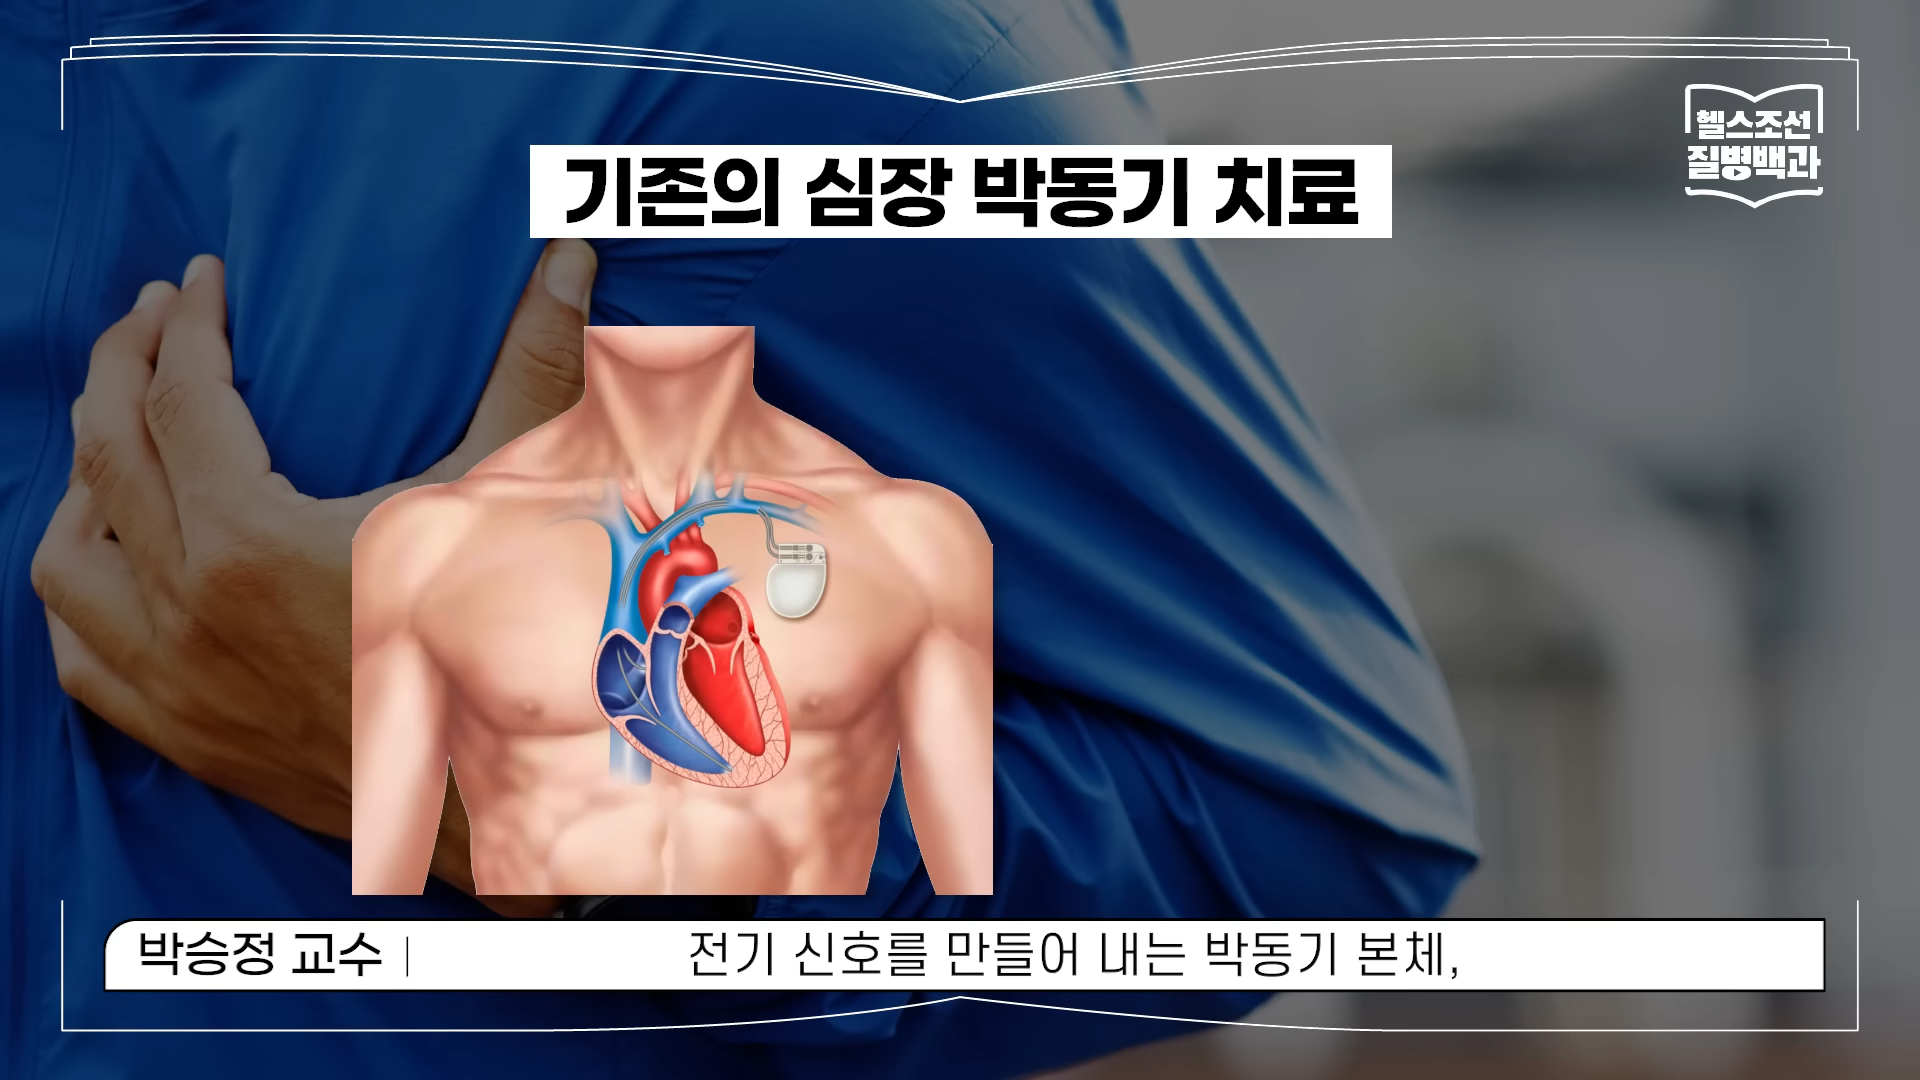 헬스조선
질병백과
기존의 심장 박동기 치료
박승정 교수 | 전기 신호를 만들어 내는 박동기 본체,